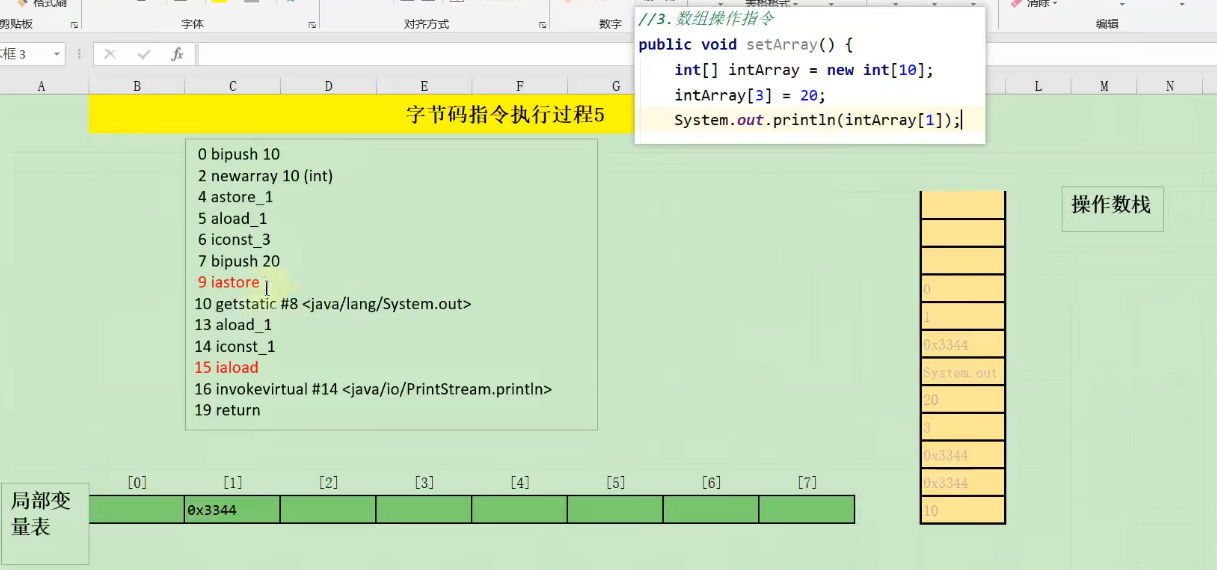 格式刷
剪贴板
字体
对齐方式
数字
表格格式
清除
编辑
框 3
fx
A B C D E F G L M N
字节码指令执行过程5
//3.数组操作指令
public void setArray() {
int[] intArray = new int[10];
intArray[3] = 20;
System.out.println(intArray[1]);
0 bipush 10
2 newarray 10 (int)
4 astore_1
5 aload_1
6 iconst_3
7 bipush 20
9 iastore
10 getstatic #8 <java/lang/System.out>
13 aload_1
14 iconst_1
15 iaload
16 invokevirtual #14 <java/io/PrintStream.println>
19 return
操作数栈
0
1
0x3344
System.out
20
3
0x3344
0x3344
10
[0] [1] [2] [3] [4] [5] [6] [7]
局部变
量表
0x3344